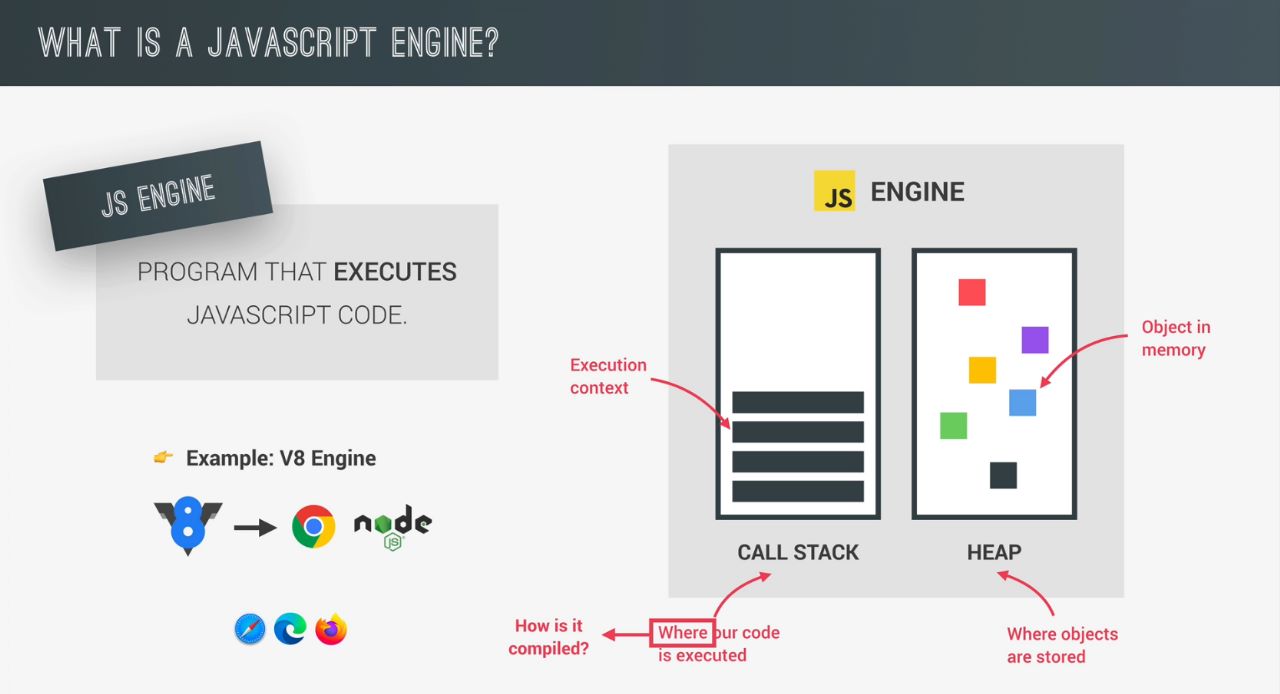 WHAT IS A JAVASCRIPT ENGINE?
JS ENGINE
PROGRAM THAT EXECUTES
JAVASCRIPT CODE.
Example: V8 Engine
8
node
JS
JS ENGINE
Execution
context
Object in
memory
CALL STACK
HEAP
How is it
compiled?
Where our code
is executed
Where objects
are stored